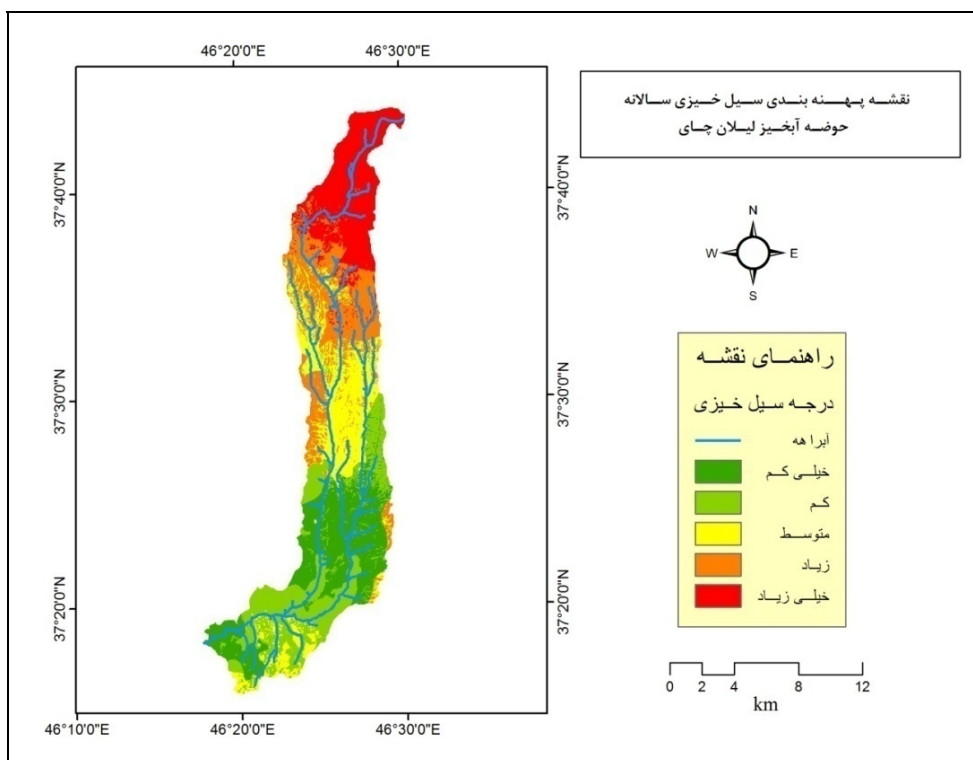 46°20'0"E 46°30'0"E
نقشه پهنه بندی سیل خیزی سالانه
حوضه آبخیز لیلان چای
37°40'0"N 37°40'0"N
N
W E
S
راهنمای نقشه
درجه سیل خیزی
آبراهه
خیلی کم
کم
متوسط
زیاد
خیلی زیاد
37°30'0"N 37°30'0"N
37°20'0"N 37°20'0"N
0 2 4 8 12
km
46°10'0"E 46°20'0"E 46°30'0"E